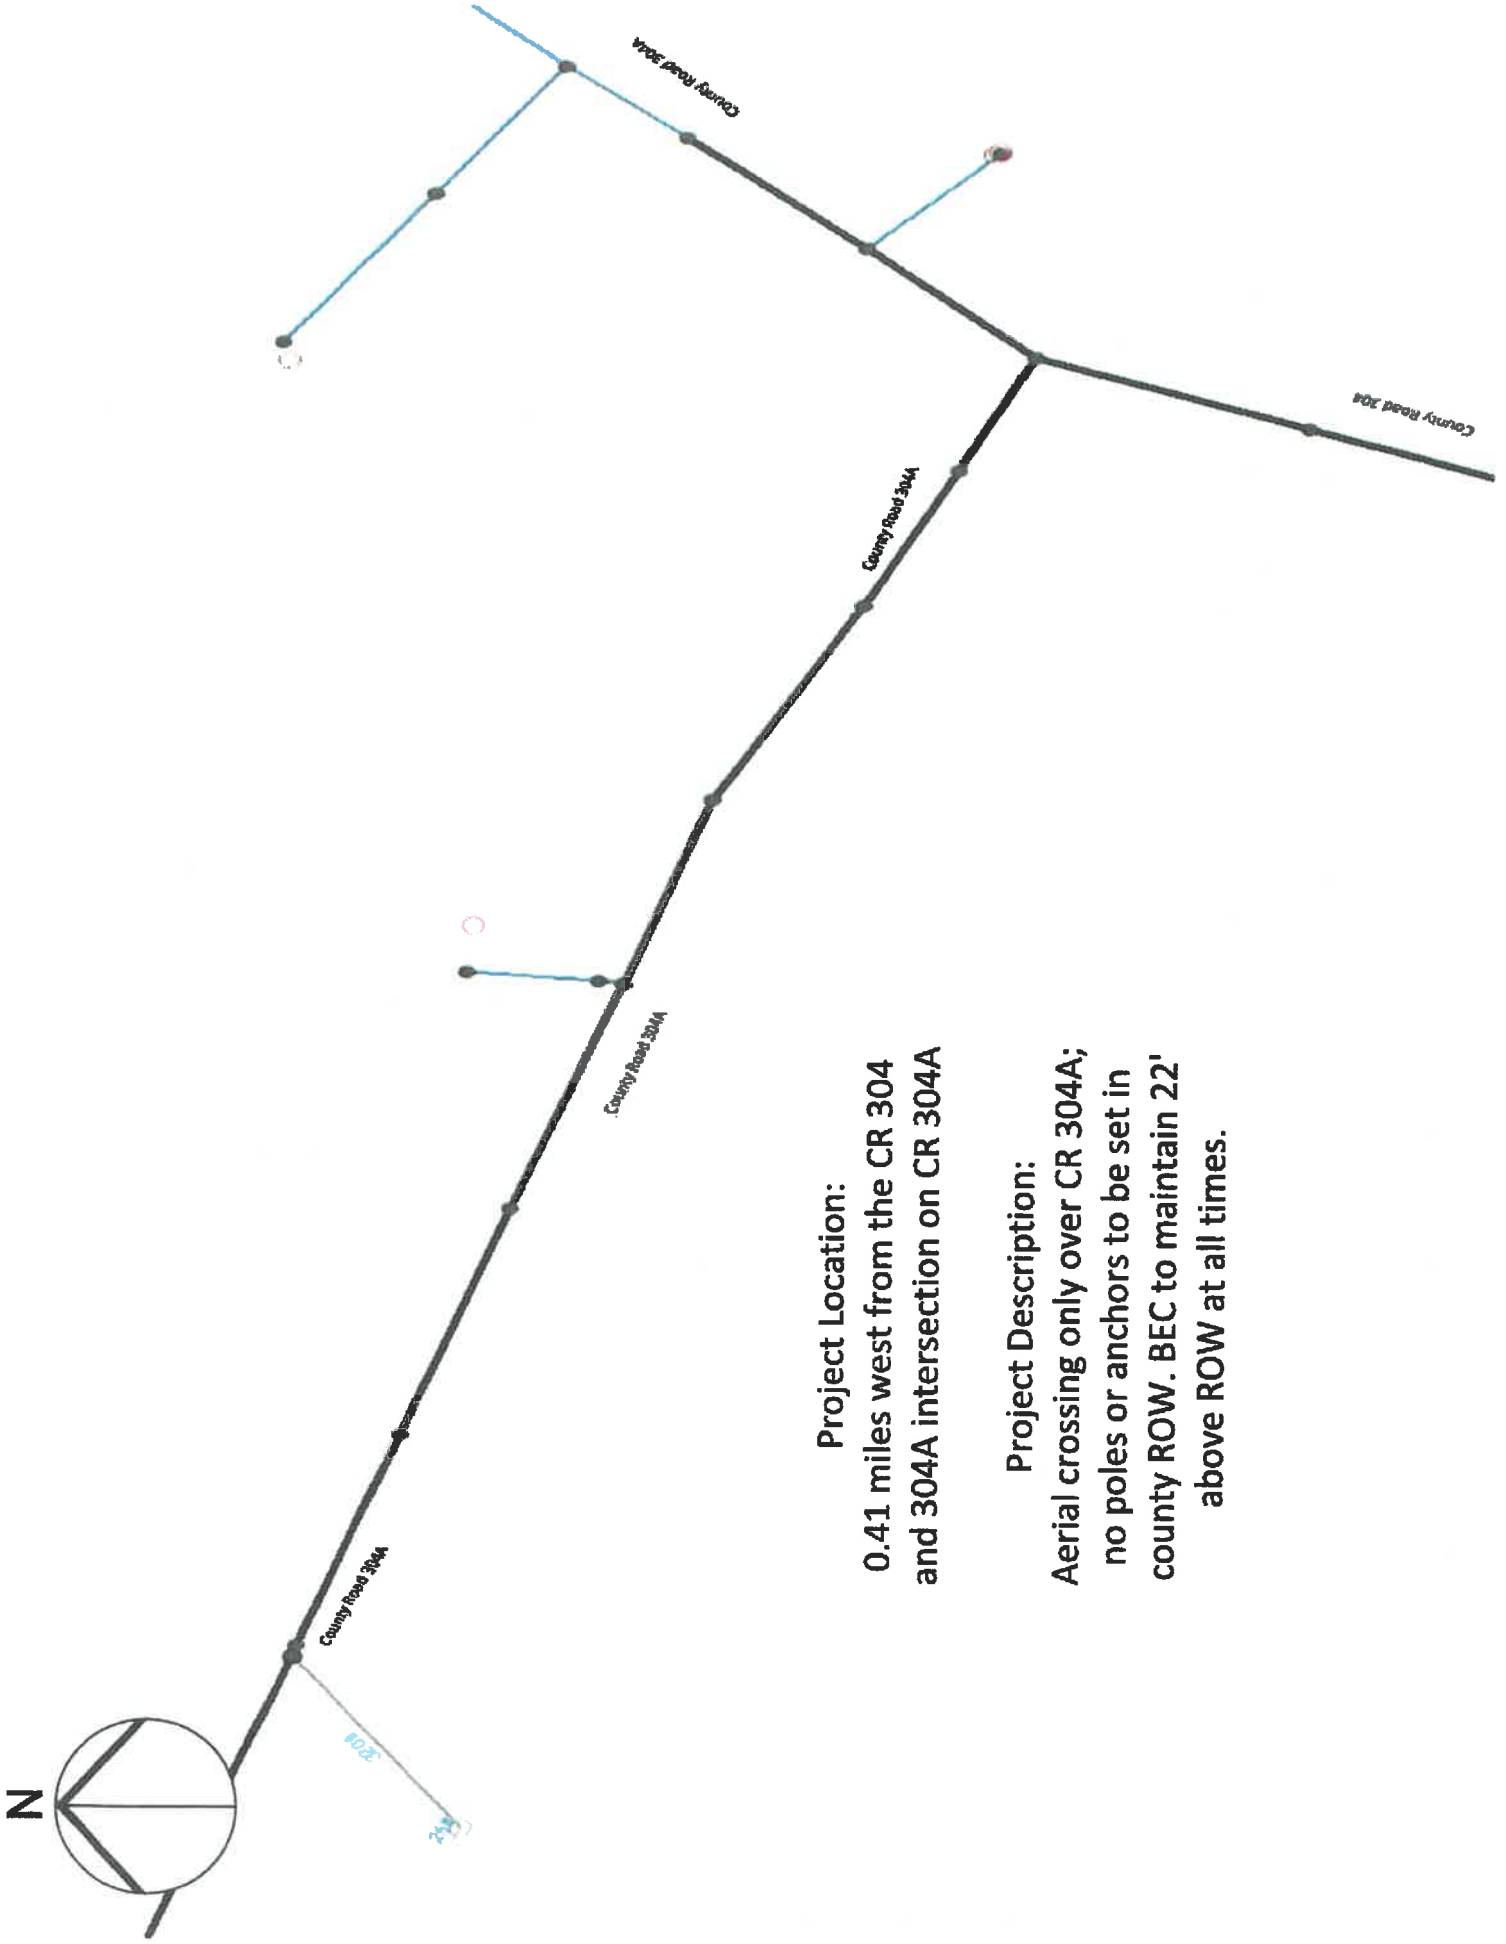 N
County Road 304A
County Road 304A
County Road 304A
County Road 304A
County Road 304
Project Location:
0.41 miles west from the CR 304
and 304A intersection on CR 304A
Project Description:
Aerial crossing only over CR 304A;
no poles or anchors to be set in
county ROW. BEC to maintain 22'
above ROW at all times.